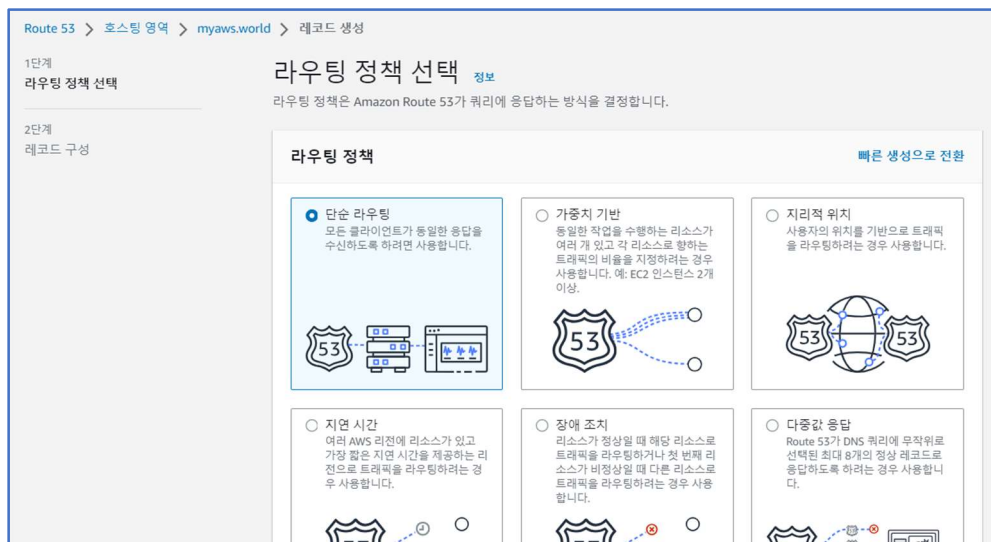 Route 53 > 호스팅 영역 > myaws.world > 레코드 생성
1단계
라우팅 정책 선택
2단계
레코드 구성
라우팅 정책 선택 정보
라우팅 정책은 Amazon Route 53가 쿼리에 응답하는 방식을 결정합니다.
라우팅 정책
빠른 생성으로 전환
단순 라우팅
모든 클라이언트가 동일한 응답을
수신하도록 하려면 사용합니다.
53
가중치 기반
동일한 작업을 수행하는 리소스가
여러 개 있고 각 리소스로 향하는
트래픽의 비율을 지정하려는 경우
사용합니다. 예: EC2 인스턴스 2개
이상.
53
지리적 위치
사용자의 위치를 기반으로 트래픽
을 라우팅하려는 경우 사용합니다.
53
53
지연 시간
여러 AWS 리전에 리소스가 있고
가장 짧은 지연 시간을 제공하는 리
전으로 트래픽을 라우팅하려는 경
우 사용합니다.
장애 조치
리소스가 정상일 때 해당 리소스로
트래픽을 라우팅하거나 첫 번째 리
소스가 비정상일 때 다른 리소스로
트래픽을 라우팅하려는 경우 사용
합니다.
다중값 응답
Route 53가 DNS 쿼리에 무작위로
선택된 최대 8개의 정상 레코드로
응답하도록 하려는 경우 사용합니
다.